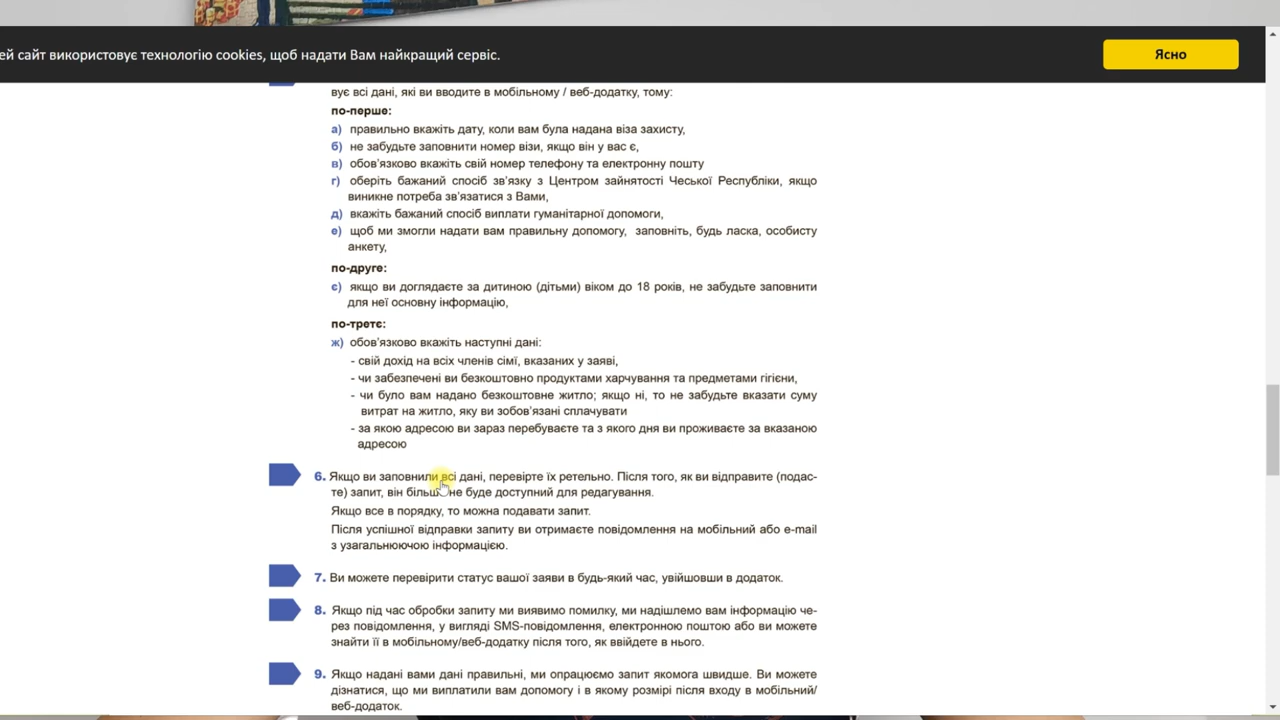 ей сайт використовує технологію cookies, щоб надати Вам найкращий сервіс.
Ясно
вує всі дані, які ви вводите в мобільному / веб-додатку, тому:
по-перше:
а) правильно вкажіть дату, коли вам була надана віза захисту,
б) не забудьте заповнити номер візи, якщо він у вас є,
в) обов'язково вкажіть свій номер телефону та електронну пошту
г) оберіть бажаний спосіб зв'язку з Центром зайнятості Чеської Республіки, якщо
виникне потреба зв'язатися з Вами,
д) вкажіть бажаний спосіб виплати гуманітарної допомоги,
е) щоб ми змогли надати вам правильну допомогу, заповніть, будь ласка, особисту
анкету,
по-друге:
є) якщо ви доглядаєте за дитиною (дітьми) віком до 18 років, не забудьте заповнити
для неї основну інформацію,
по-третє:
ж) обов'язково вкажіть наступні дані:
- свій дохід на всіх членів сімї, вказаних у заяві,
- чи забезпечені ви безкоштовно продуктами харчування та предметами гігієни,
- чи було вам надано безкоштовне житло; якщо ні, то не забудьте вказати суму
витрат на житло, яку ви зобов'язані сплачувати
- за якою адресою ви зараз перебуваєте та з якого дня ви проживаєте за вказаною
адресою
6. Якщо ви заповнили всі дані, перевірте їх ретельно. Після того, як ви відправите (подас-
те) запит, він більше не буде доступний для редагування.
Якщо все в порядку, то можна подавати запит.
Після успішної відправки запиту ви отримаєте повідомлення на мобільний або e-mail
з узагальнюючою інформацією.
7. Ви можете перевірити статус вашої заяви в будь-який час, увійшовши в додаток.
8. Якщо під час обробки запиту ми виявимо помилку, ми надішлемо вам інформацію че-
рез повідомлення, у вигляді SMS-повідомлення, електронною поштою або ви можете
знайти її в мобільному/веб-додатку після того, як ввійдете в нього.
9. Якщо надані вами дані правильні, ми опрацюємо запит якомога швидше. Ви можете
дізнатися, що ми виплатили вам допомогу і в якому розмірі після входу в мобільний/
веб-додаток.